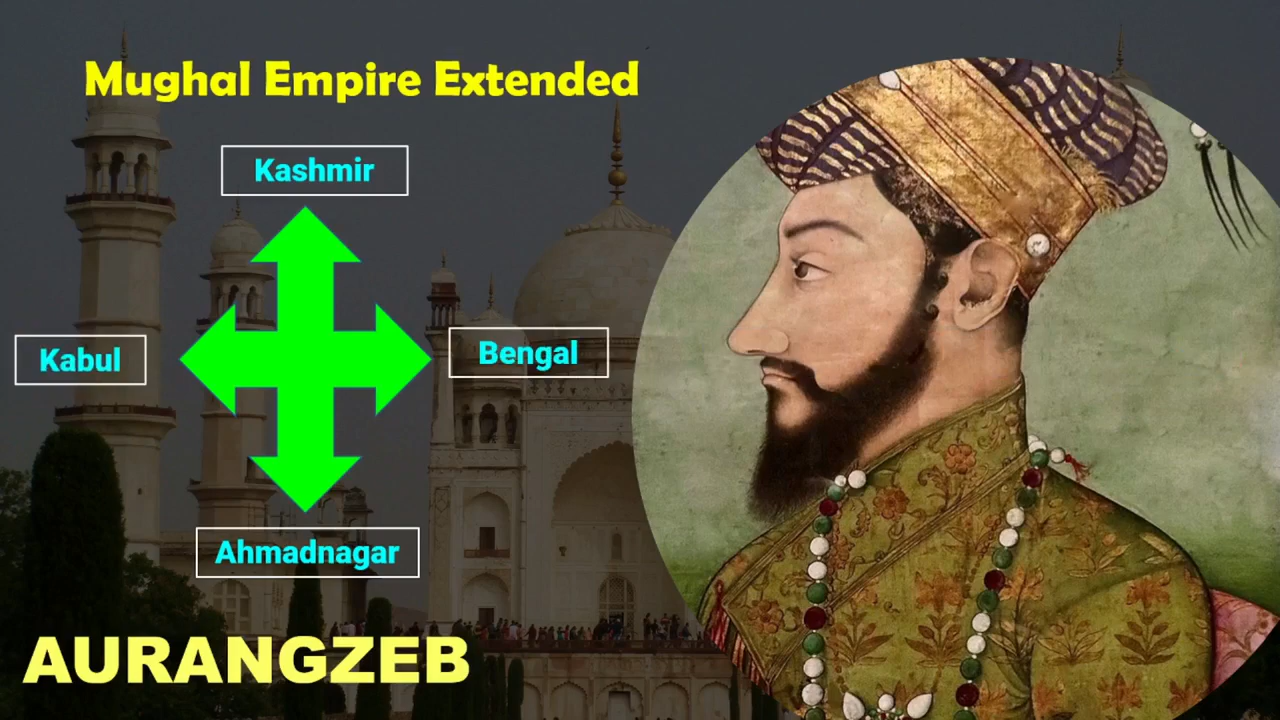 Mughal Empire Extended
Kashmir
Kabul
Bengal
Ahmadnagar
AURANGZEB